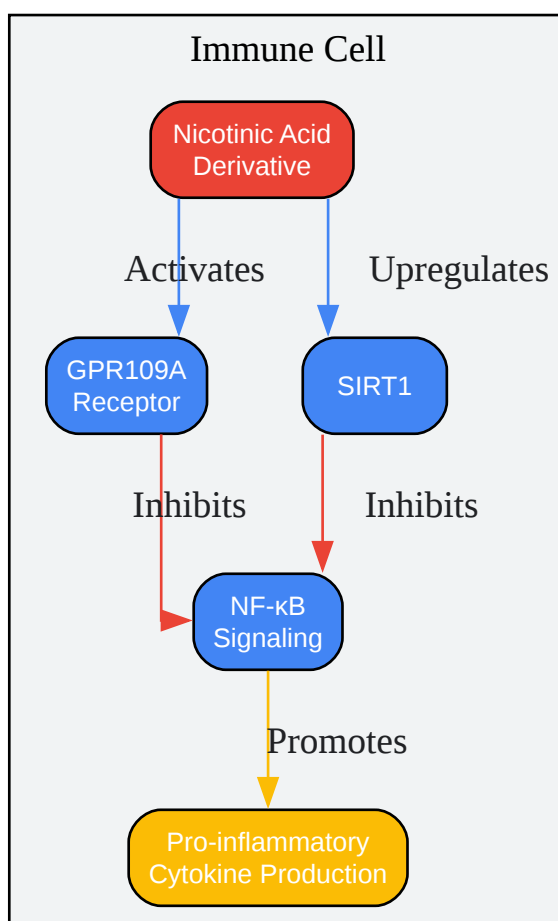 Immune Cell
Nicotinic Acid
Derivative
Activates
Upregulates
GPR109A
Receptor
SIRT1
Inhibits
Inhibits
NF-κB
Signaling
Promotes
Pro-inflammatory
Cytokine Production